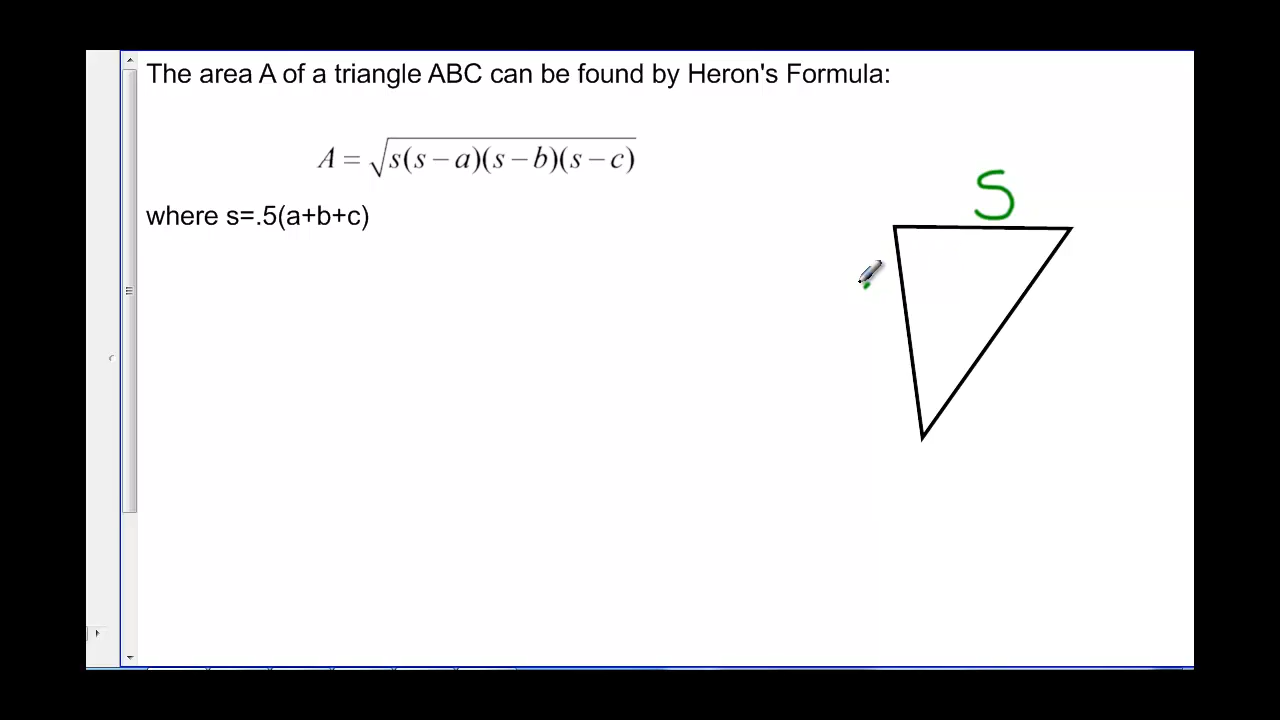 The area A of a triangle ABC can be found by Heron's Formula:
A = √s(s − a)(s − b)(s − c)
where s=.5(a+b+c)
S